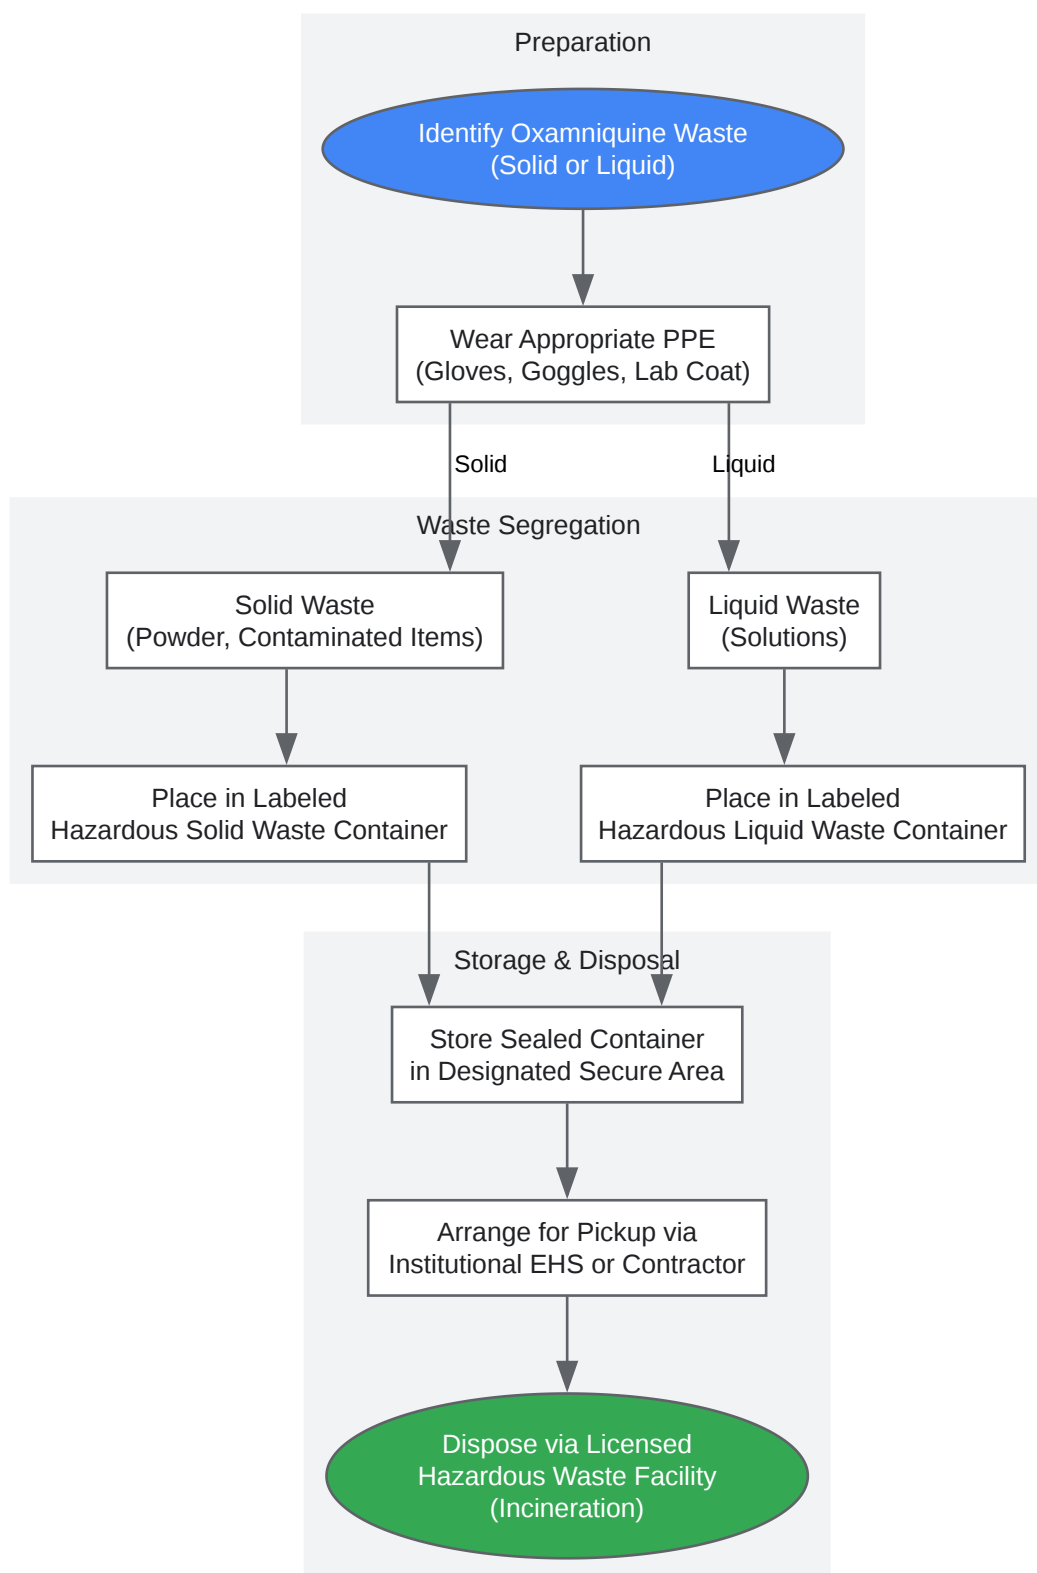 Preparation
Identify Oxamniquine Waste
(Solid or Liquid)
Wear Appropriate PPE
(Gloves, Goggles, Lab Coat)
Solid
Liquid
Waste Segregation
Solid Waste
(Powder, Contaminated Items)
Liquid Waste
(Solutions)
Place in Labeled
Hazardous Solid Waste Container
Place in Labeled
Hazardous Liquid Waste Container
Storage & Disposal
Store Sealed Container
in Designated Secure Area
Arrange for Pickup via
Institutional EHS or Contractor
Dispose via Licensed
Hazardous Waste Facility
(Incineration)